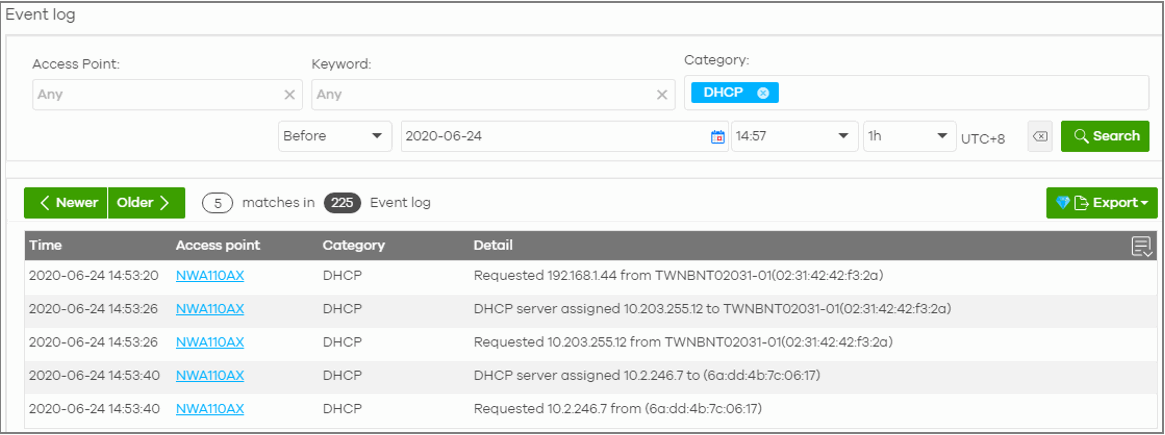 Event log
Access Point: Keyword: Category:
Any Any DHCP
Before 2020-06-24 14:57 1h UTC+8 Search
Newer Older 5 matches in 225 Event log Export
Time Access point Category Detail
2020-06-24 14:53:20 NWA110AX DHCP Requested 192.168.1.44 from TWNBNT02031-01(02:31:42:42:f3:2a)
2020-06-24 14:53:26 NWA110AX DHCP DHCP server assigned 10.203.255.12 to TWNBNT02031-01(02:31:42:42:f3:2a)
2020-06-24 14:53:26 NWA110AX DHCP Requested 10.203.255.12 from TWNBNT02031-01(02:31:42:42:f3:2a)
2020-06-24 14:53:40 NWA110AX DHCP DHCP server assigned 10.2.246.7 to (6a:dd:4b:7c:06:17)
2020-06-24 14:53:40 NWA110AX DHCP Requested 10.2.246.7 from (6a:dd:4b:7c:06:17)